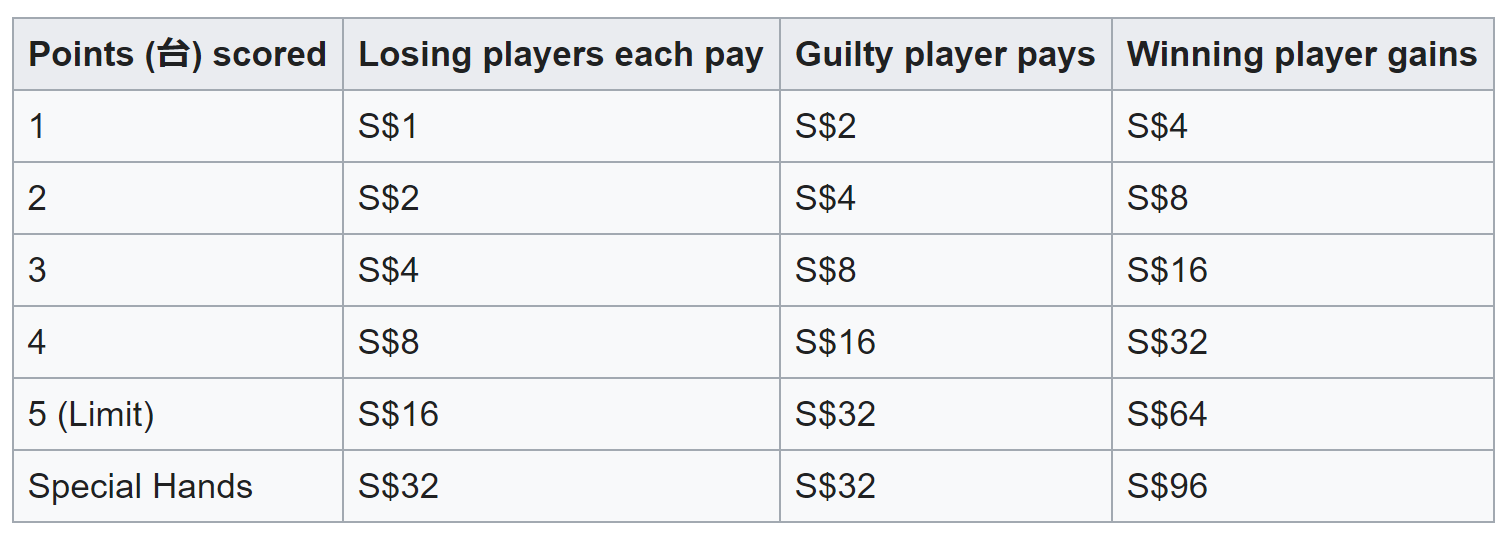 Points (台) scored Losing players each pay Guilty player pays Winning player gains
1 S$1 S$2 S$4
2 S$2 S$4 S$8
3 S$4 S$8 S$16
4 S$8 S$16 S$32
5 (Limit) S$16 S$32 S$64
Special Hands S$32 S$32 S$96